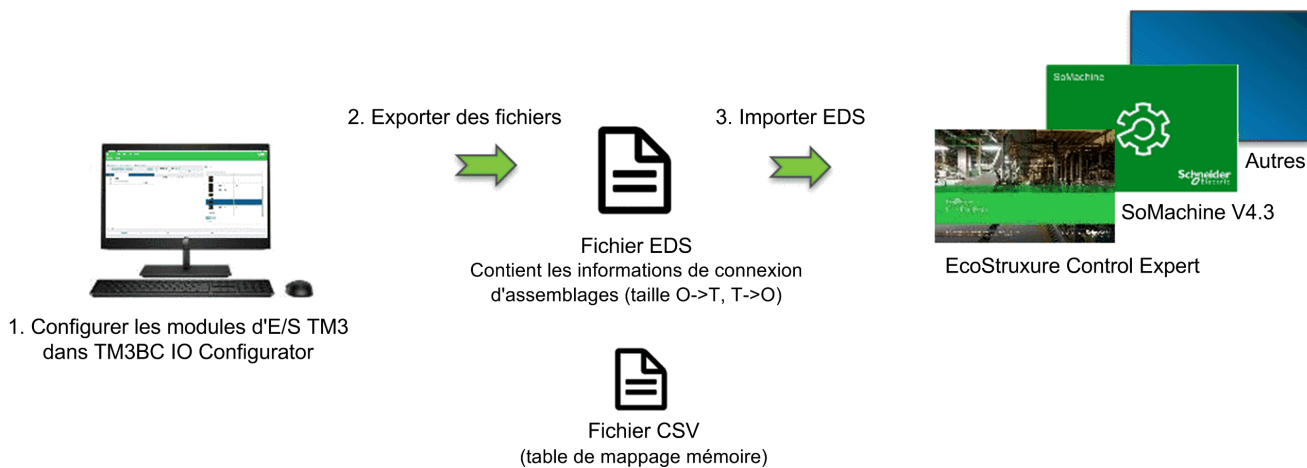 2. Exporter des fichiers
3. Importer EDS
SoMachine
Schneider
Electric
Autres
SoMachine V4.3
EcoStruxure Control Expert
Fichier EDS
Contient les informations de connexion
d'assemblages (taille O->T, T->O)
1. Configurer les modules d'E/S TM3
dans TM3BC IO Configurator
Fichier CSV
(table de mappage mémoire)